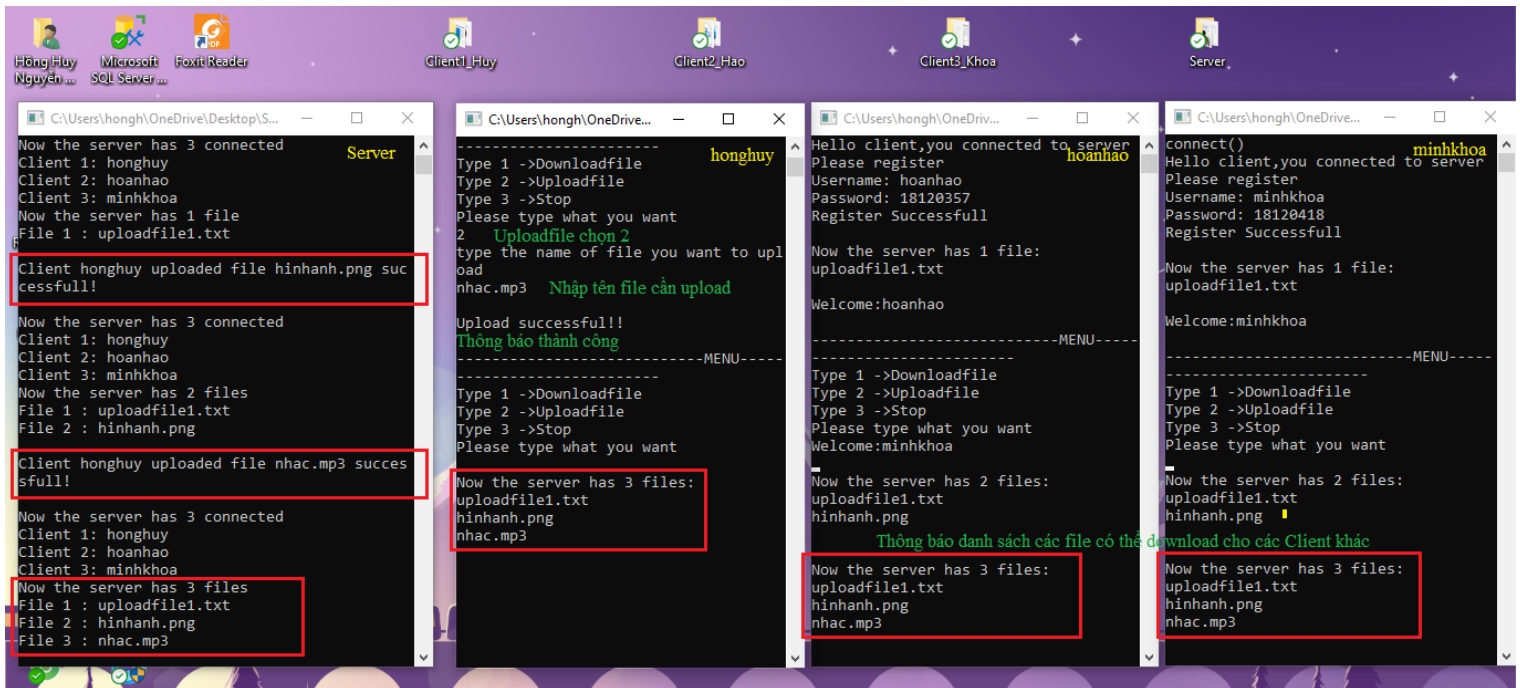 Hồng Huy
Nguyễn ...
Microsoft
SQL Server ...
Foxit Reader
Client1_Huy
Client2_Hao
Client3_Khoa
Server
C:\Users\hongh\OneDrive\Desktop\S...
Server
Now the server has 3 connected
Client 1: honghuy
Client 2: hoanhao
Client 3: minhkhoa
Now the server has 1 file
File 1 : uploadfile1.txt
Client honghuy uploaded file hinhanh.png suc
cessfull!
Now the server has 3 connected
Client 1: honghuy
Client 2: hoanhao
Client 3: minhkhoa
Now the server has 2 files
File 1 : uploadfile1.txt
File 2 : hinhanh.png
Client honghuy uploaded file nhac.mp3 succes
sfull!
Now the server has 3 connected
Client 1: honghuy
Client 2: hoanhao
Client 3: minhkhoa
Now the server has 3 files
File 1 : uploadfile1.txt
File 2 : hinhanh.png
File 3 : nhac.mp3
C:\Users\hongh\OneDrive...
-----------------------
honghuy
Type 1 ->Downloadfile
Type 2 ->Uploadfile
Type 3 ->Stop
Please type what you want
2 Uploadfile chọn 2
type the name of file you want to upl
oad
nhac.mp3 Nhập tên file cần upload
Upload successful!!
Thông báo thành công
----------------------------MENU-----
-----------------------
Type 1 ->Downloadfile
Type 2 ->Uploadfile
Type 3 ->Stop
Please type what you want
Now the server has 3 files:
uploadfile1.txt
hinhanh.png
nhac.mp3
C:\Users\hongh\OneDriv...
Hello client,you connected to server
hoanhao
Please register
Username: hoanhao
Password: 18120357
Register Successfull
Now the server has 1 file:
uploadfile1.txt
Welcome:hoanhao
----------------------------MENU-----
-----------------------
Type 1 ->Downloadfile
Type 2 ->Uploadfile
Type 3 ->Stop
Please type what you want
Welcome:minhkhoa
Now the server has 2 files:
uploadfile1.txt
hinhanh.png
Thông báo danh sách các file có thể download cho các Client khác
Now the server has 3 files:
uploadfile1.txt
hinhanh.png
nhac.mp3
C:\Users\hongh\OneDrive...
connect()
minhkhoa
Hello client,you connected to server
Please register
Username: minhkhoa
Password: 18120418
Register Successfull
Now the server has 1 file:
uploadfile1.txt
Welcome:minhkhoa
----------------------------MENU-----
-----------------------
Type 1 ->Downloadfile
Type 2 ->Uploadfile
Type 3 ->Stop
Please type what you want
Now the server has 2 files:
uploadfile1.txt
hinhanh.png
Now the server has 3 files:
uploadfile1.txt
hinhanh.png
nhac.mp3